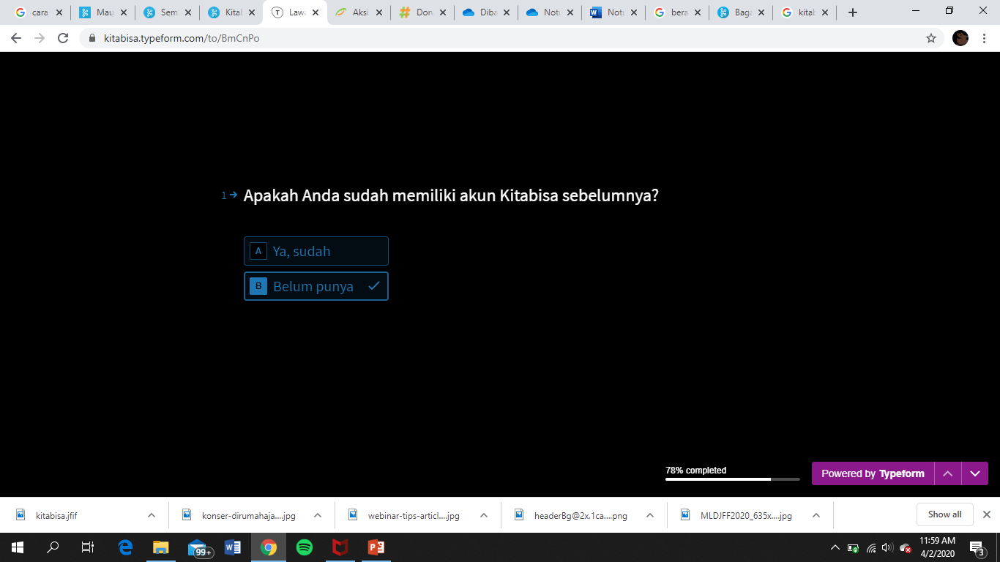 cara
Mau
Sem
Kital
Lawa
Aksi
Don
Diba
Notu
Notu
bera
Baga
kitab
kitabisa.typeform.com/to/BmCnPo
1 → Apakah Anda sudah memiliki akun Kitabisa sebelumnya?
A Ya, sudah
B Belum punya
78% completed
Powered by Typeform
kitabisa.jfif
konser-dirumahaja....jpg
webinar-tips-articl....jpg
headerBg@2x.1ca....png
MLDJFF2020_635x....jpg
Show all
99+
11:59 AM
4/2/2020
3